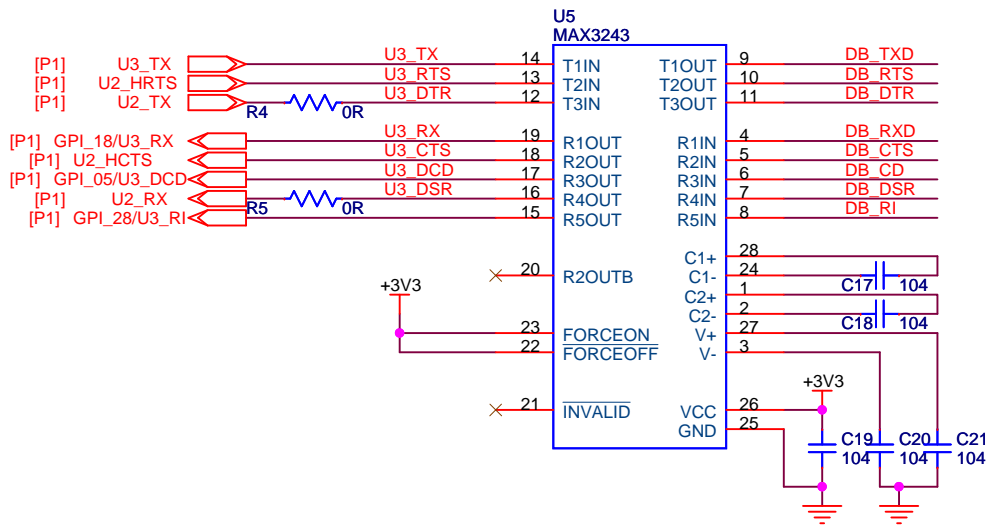 U5
MAX3243
[P1] U3_TX U3_TX 14 T1IN T1OUT 9 DB_TXD
[P1] U2_HRTS U3_RTS 13 T2IN T2OUT 10 DB_RTS
[P1] U2_TX R4 0R U3_DTR 12 T3IN T3OUT 11 DB_DTR
[P1] GPI_18/U3_RX U3_RX 19 R1OUT R1IN 4 DB_RXD
[P1] U2_HCTS U3_CTS 18 R2OUT R2IN 5 DB_CTS
[P1] GPI_05/U3_DCD U3_DCD 17 R3OUT R3IN 6 DB_CD
[P1] U2_RX R5 0R U3_DSR 16 R4OUT R4IN 7 DB_DSR
[P1] GPI_28/U3_RI 15 R5OUT R5IN 8 DB_RI
C1+ 28
20 R2OUTB C1- 24 C17 104
+3V3 C2+ 1
C2- 2 C18 104
23 FORCEON V+ 27
22 FORCEOFF V- 3
+3V3
21 INVALID VCC 26
GND 25
C19 C20 C21
104 104 104